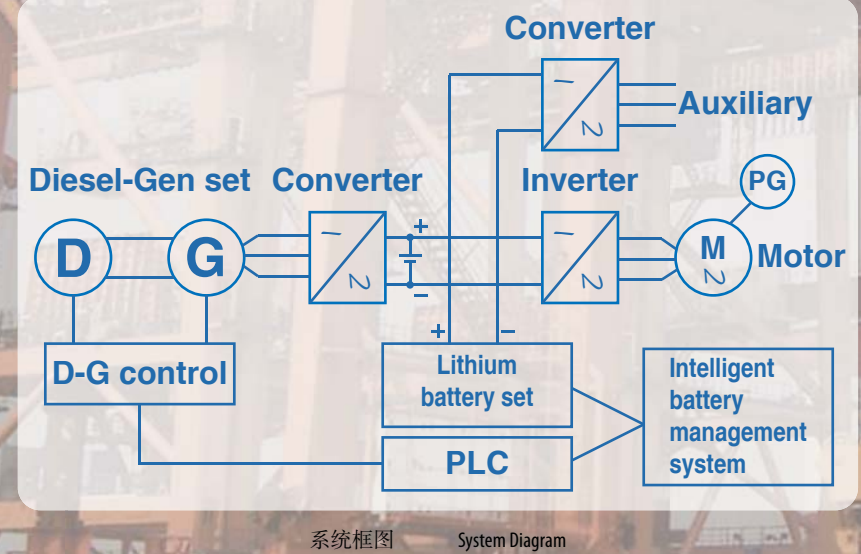 Converter
Auxiliary
Diesel-Gen set Converter Inverter PG
D G M Motor
+
−
+ −
D-G control
Lithium
battery set
Intelligent
battery
management
system
PLC
系统框图 System Diagram